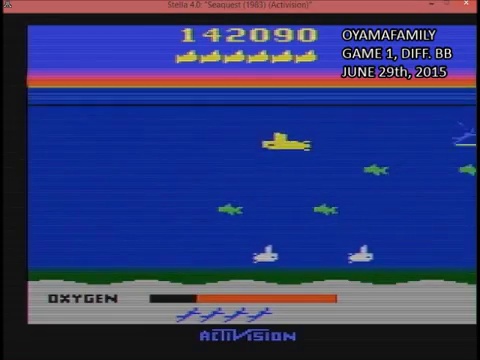 Stella 4.0: "Seaquest (1983) (Activision)"
142090
OYAMAFAMILY
GAME 1, DIFF. BB
JUNE 29th, 2015
OXYGEN
ACTIVISION